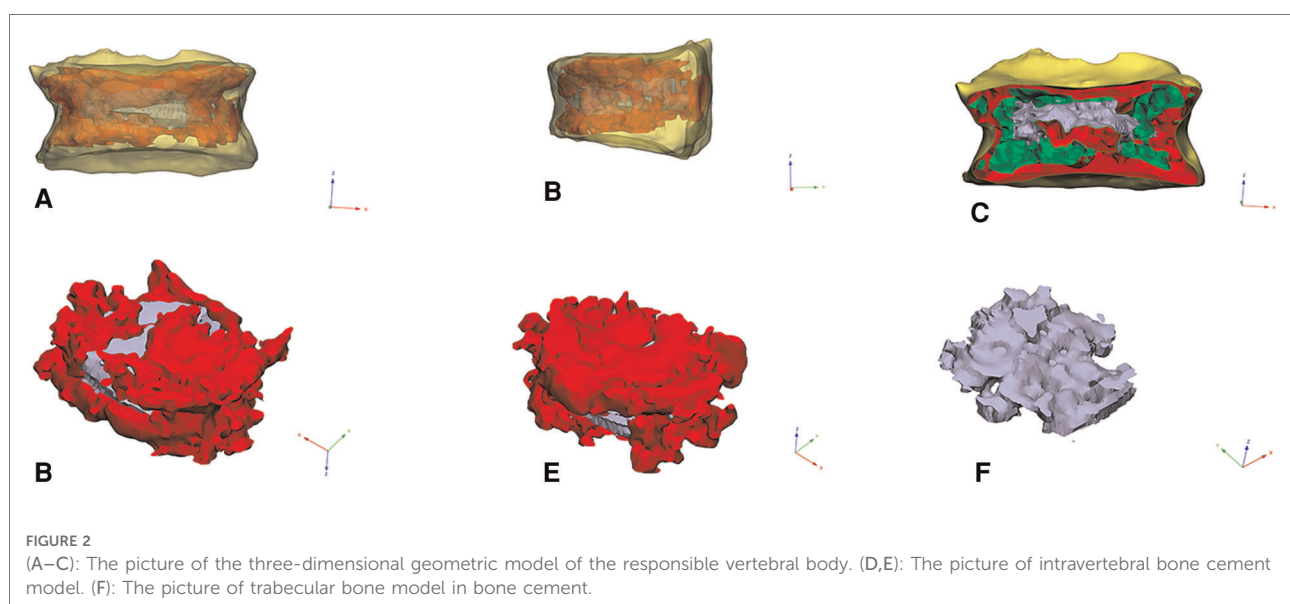 A
B
C
B
E
F
FIGURE 2
(A–C): The picture of the three-dimensional geometric model of the responsible vertebral body. (D,E): The picture of intravertebral bone cement
model. (F): The picture of trabecular bone model in bone cement.